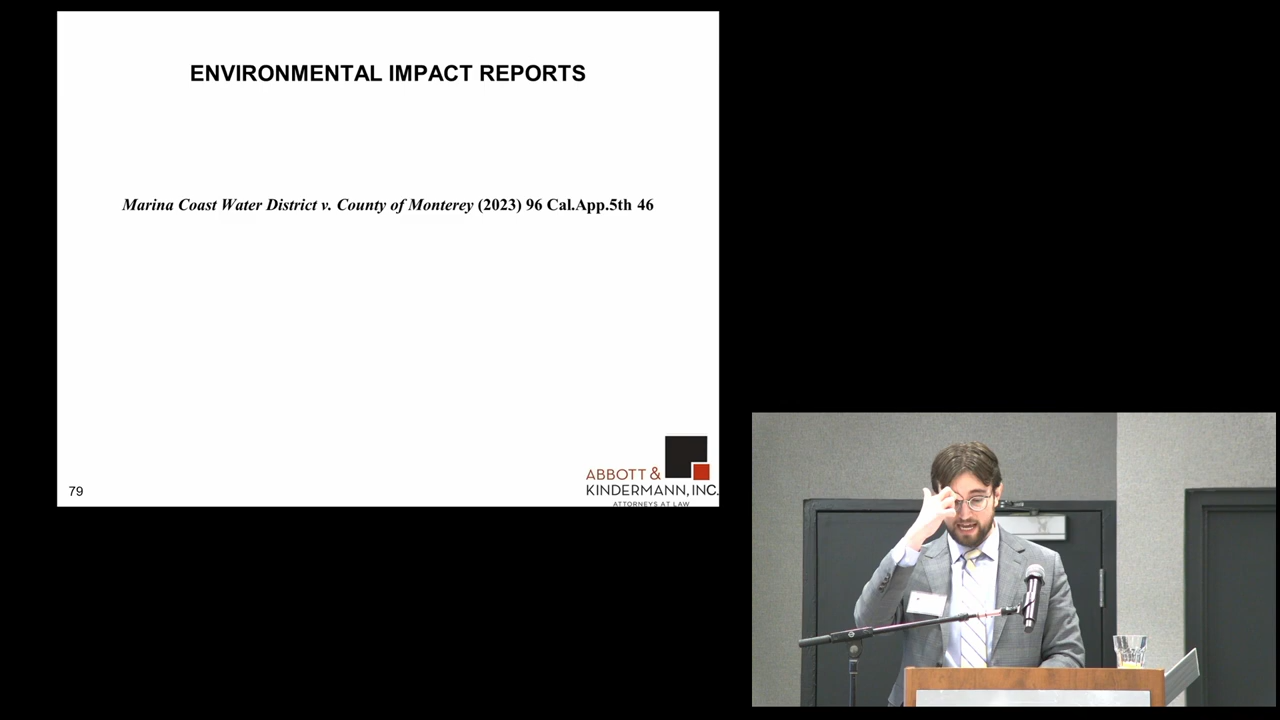 ENVIRONMENTAL IMPACT REPORTS
Marina Coast Water District v. County of Monterey (2023) 96 Cal.App.5th 46
79
ABBOTT &
KINDERMANN, INC.
ATTORNEYS AT LAW